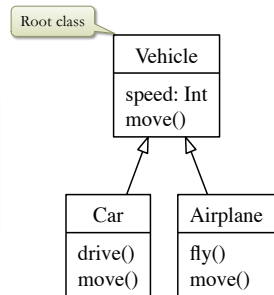 Root class
Vehicle
speed: Int
move()
Car
drive()
move()
Airplane
fly()
move()